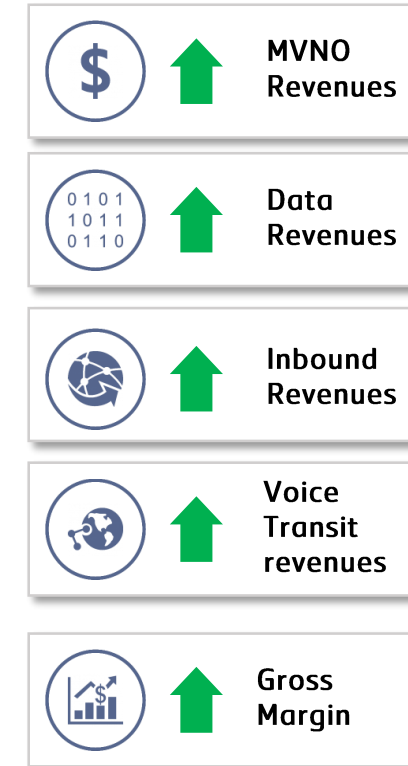 $
MVNO
Revenues
0101
1011
0110
Data
Revenues
Inbound
Revenues
Voice
Transit
revenues
$
Gross
Margin